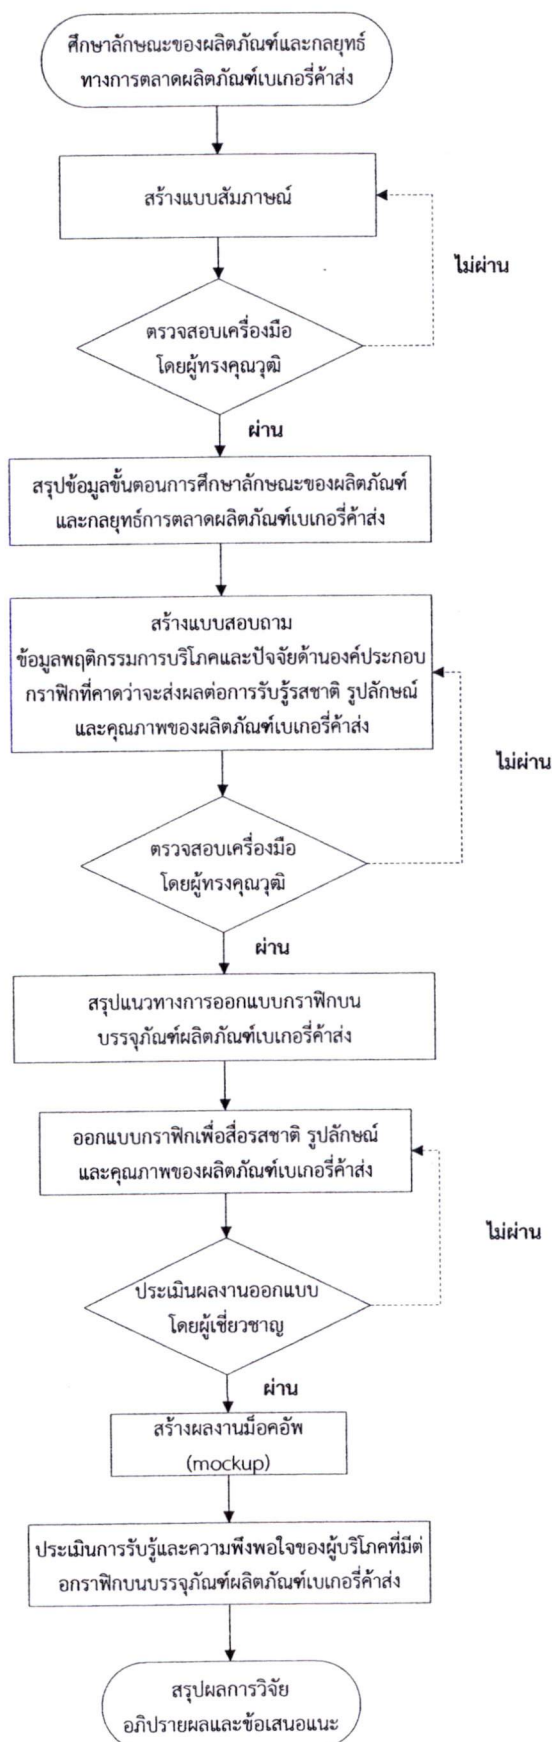 ศึกษาลักษณะของผลิตภัณฑ์และกลยุทธ์
ทางการตลาดผลิตภัณฑ์เบเกอรี่ค้าส่ง
สร้างแบบสัมภาษณ์
ไม่ผ่าน
ตรวจสอบเครื่องมือ
โดยผู้ทรงคุณวุฒิ
ผ่าน
สรุปข้อมูลขั้นตอนการศึกษาลักษณะของผลิตภัณฑ์
และกลยุทธ์การตลาดผลิตภัณฑ์เบเกอรี่ค้าส่ง
สร้างแบบสอบถาม
ข้อมูลพฤติกรรมการบริโภคและปัจจัยด้านองค์ประกอบ
กราฟิกที่คาดว่าจะส่งผลต่อการรับรู้รสชาติ รูปลักษณ์
และคุณภาพของผลิตภัณฑ์เบเกอรี่ค้าส่ง
ไม่ผ่าน
ตรวจสอบเครื่องมือ
โดยผู้ทรงคุณวุฒิ
ผ่าน
สรุปแนวทางการออกแบบกราฟิกบน
บรรจุภัณฑ์ผลิตภัณฑ์เบเกอรี่ค้าส่ง
ออกแบบกราฟิกเพื่อสื่อรสชาติ รูปลักษณ์
และคุณภาพของผลิตภัณฑ์เบเกอรี่ค้าส่ง
ไม่ผ่าน
ประเมินผลงานออกแบบ
โดยผู้เชี่ยวชาญ
ผ่าน
สร้างผลงานม็อคอัพ
(mockup)
ประเมินการรับรู้และความพึงพอใจของผู้บริโภคที่มีต่
อกราฟิกบนบรรจุภัณฑ์ผลิตภัณฑ์เบเกอรี่ค้าส่ง
สรุปผลการวิจัย
อภิปรายผลและข้อเสนอแนะ